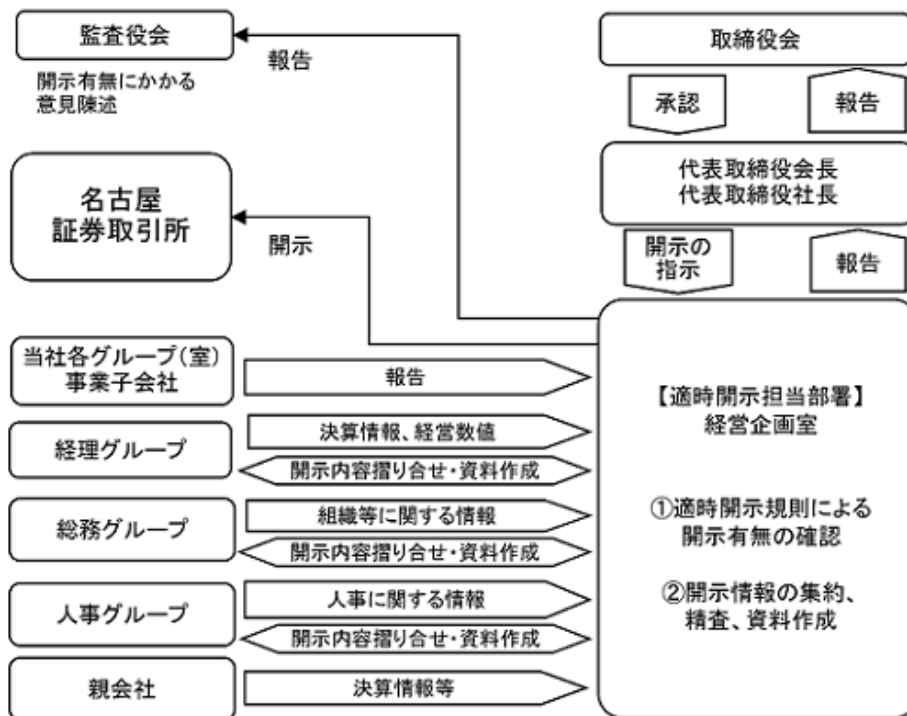 監査役会
開示有無にかかる
意見陳述
報告
取締役会
承認
報告
代表取締役会長
代表取締役社長
名古屋
証券取引所
開示
開示の
指示
報告
当社各グループ(室)
事業子会社
報告
経理グループ
決算情報、経営数値
開示内容摺り合せ・資料作成
総務グループ
組織等に関する情報
開示内容摺り合せ・資料作成
人事グループ
人事に関する情報
開示内容摺り合せ・資料作成
親会社
決算情報等
【適時開示担当部署】
経営企画室
①適時開示規則による
開示有無の確認
②開示情報の集約、
精査、資料作成